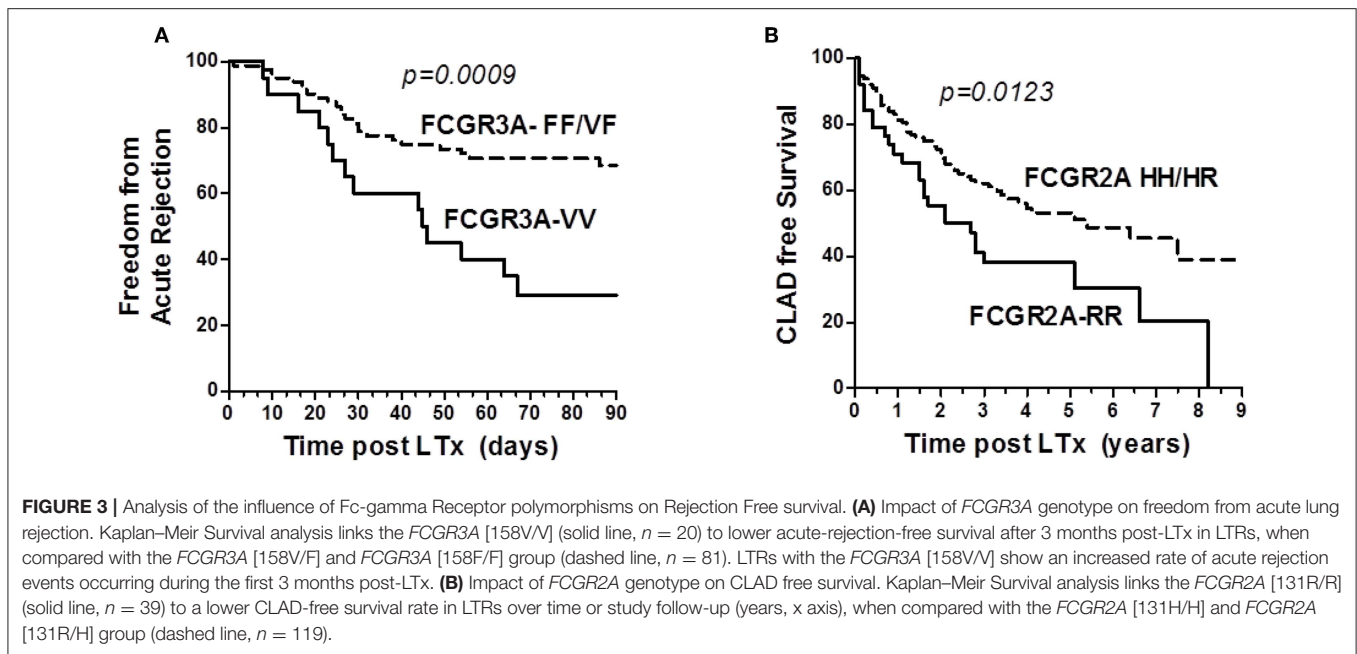 A
Freedom from
Acute Rejection
100
80
60
40
20
0
p=0.0009
FCGR3A- FF/VF
FCGR3A-VV
0 10 20 30 40 50 60 70 80 90
Time post LTx (days)
B
CLAD free Survival
100
80
60
40
20
0
p=0.0123
FCGR2A HH/HR
FCGR2A-RR
0 1 2 3 4 5 6 7 8 9
Time post LTx (years)
FIGURE 3 | Analysis of the influence of Fc-gamma Receptor polymorphisms on Rejection Free survival. (A) Impact of FCGR3A genotype on freedom from acute lung
rejection. Kaplan–Meir Survival analysis links the FCGR3A [158V/V] (solid line, n = 20) to lower acute-rejection-free survival after 3 months post-LTx in LTRs, when
compared with the FCGR3A [158V/F] and FCGR3A [158F/F] group (dashed line, n = 81). LTRs with the FCGR3A [158V/V] show an increased rate of acute rejection
events occurring during the first 3 months post-LTx. (B) Impact of FCGR2A genotype on CLAD free survival. Kaplan–Meir Survival analysis links the FCGR2A [131R/R]
(solid line, n = 39) to a lower CLAD-free survival rate in LTRs over time or study follow-up (years, x axis), when compared with the FCGR2A [131H/H] and FCGR2A
[131R/H] group (dashed line, n = 119).